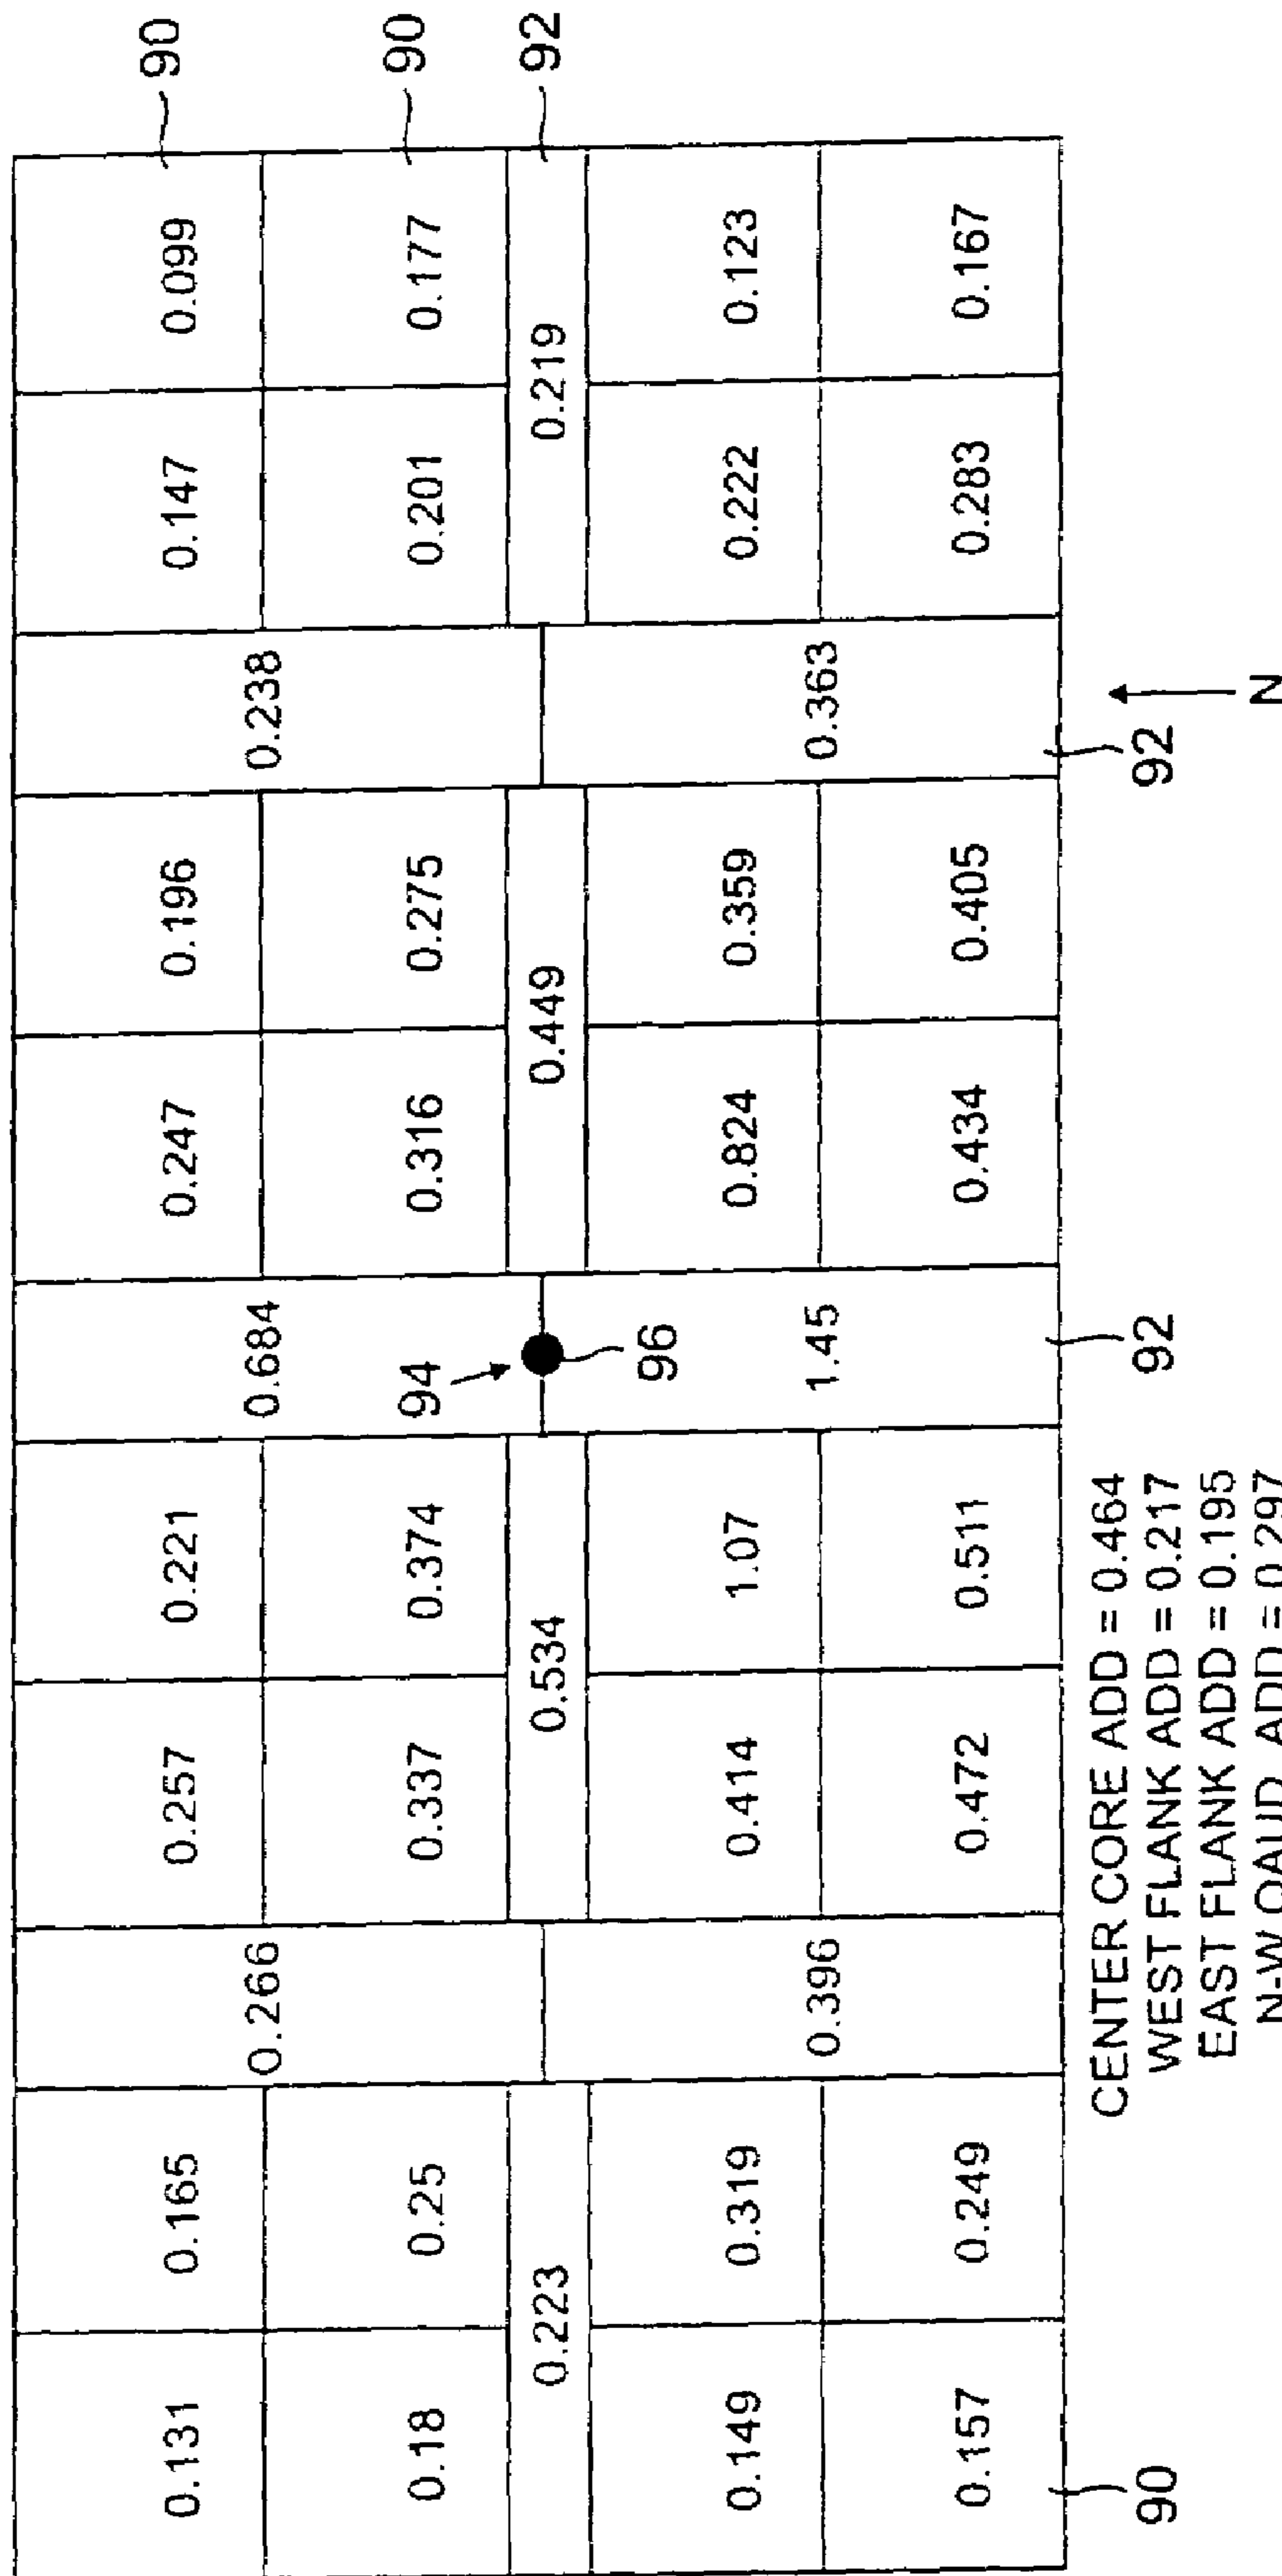 0.131 0.165 0.257 0.221 0.247 0.196 0.147 0.099 90
0.266 0.684 0.238
0.18 0.25 0.337 0.374 94 0.316 0.275 0.201 0.177 90
0.223 0.534 0.449 0.219 92
96
0.149 0.319 0.414 1.07 0.824 0.359 0.222 0.123
0.396 1.45 0.363
0.157 0.249 0.472 0.511 0.434 0.405 0.283 0.167
90 92 92
CENTER CORE ADD = 0.464
WEST FLANK ADD = 0.217
EAST FLANK ADD = 0.195
N-W QAUD. ADD = 0.297
N